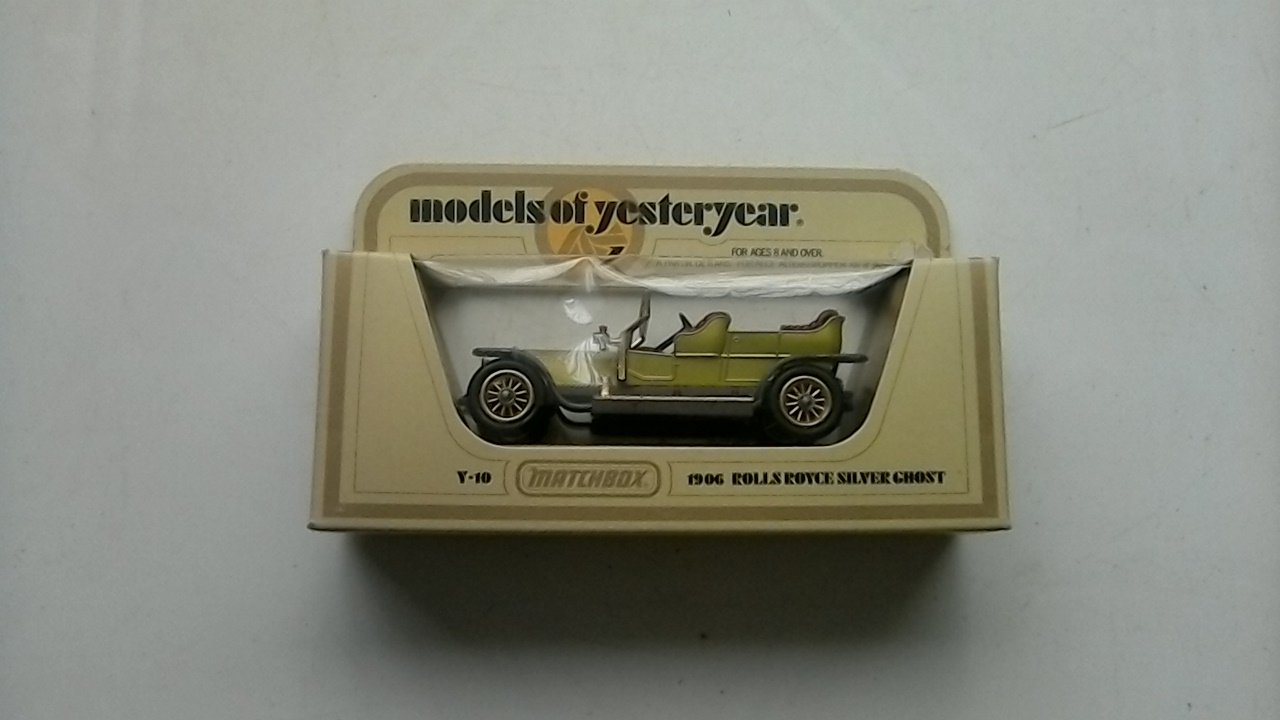 models of yesteryear®
FOR AGES 8 AND OVER.
Y-10 MATCHBOX 1906 ROLLS ROYCE SILVER GHOST